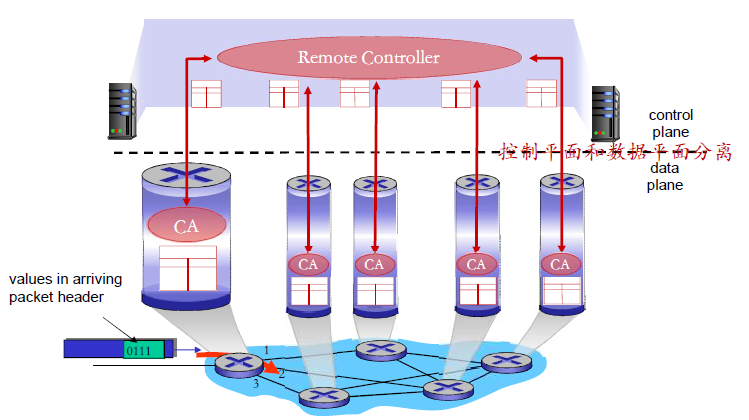 Remote Controller
control
plane
控制平面和数据平面分离
data
plane
CA
CA
CA
CA
CA
values in arriving
packet header
0111
1
2
3